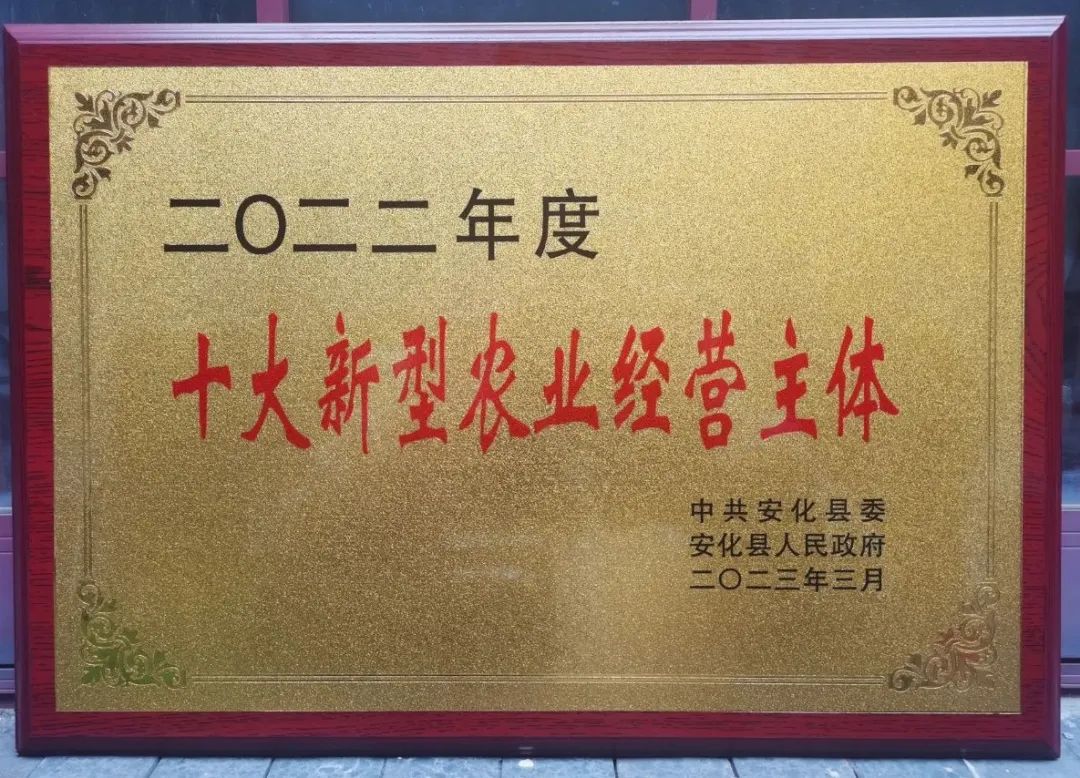 二〇二二年度
十大新型农业经营主体
中共安化县委
安化县人民政府
二〇二三年三月